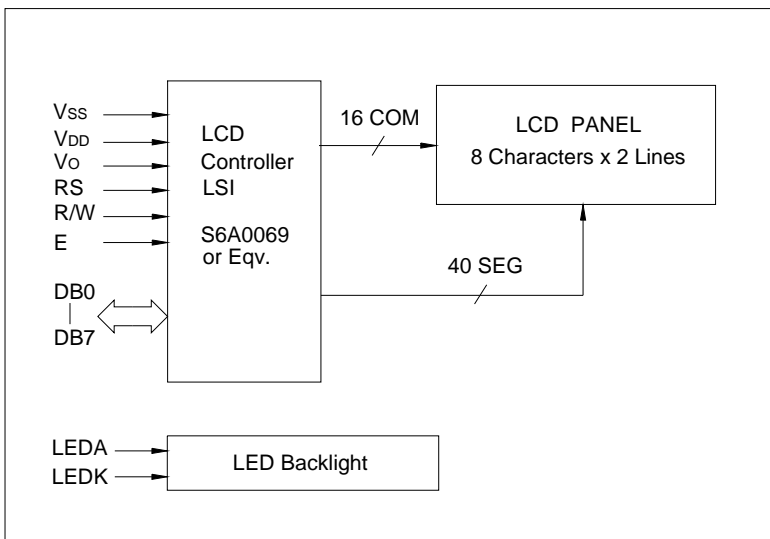 VSS
VDD
VO
RS
R/W
E
DB0
DB7
LCD
Controller
LSI
S6A0069
or Eqv.
16 COM
40 SEG
LCD PANEL
8 Characters x 2 Lines
LEDA
LEDK
LED Backlight